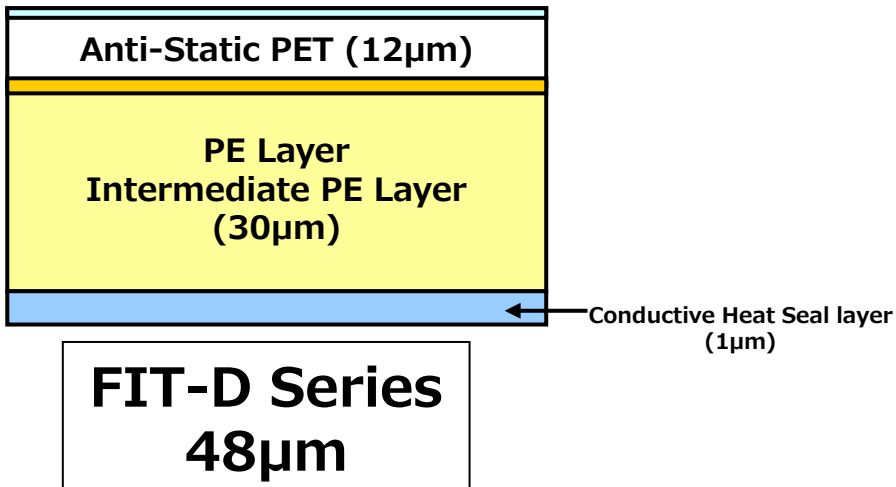 Anti-Static PET (12μm)
PE Layer
Intermediate PE Layer
(30μm)
Conductive Heat Seal layer
(1μm)
FIT-D Series
48μm